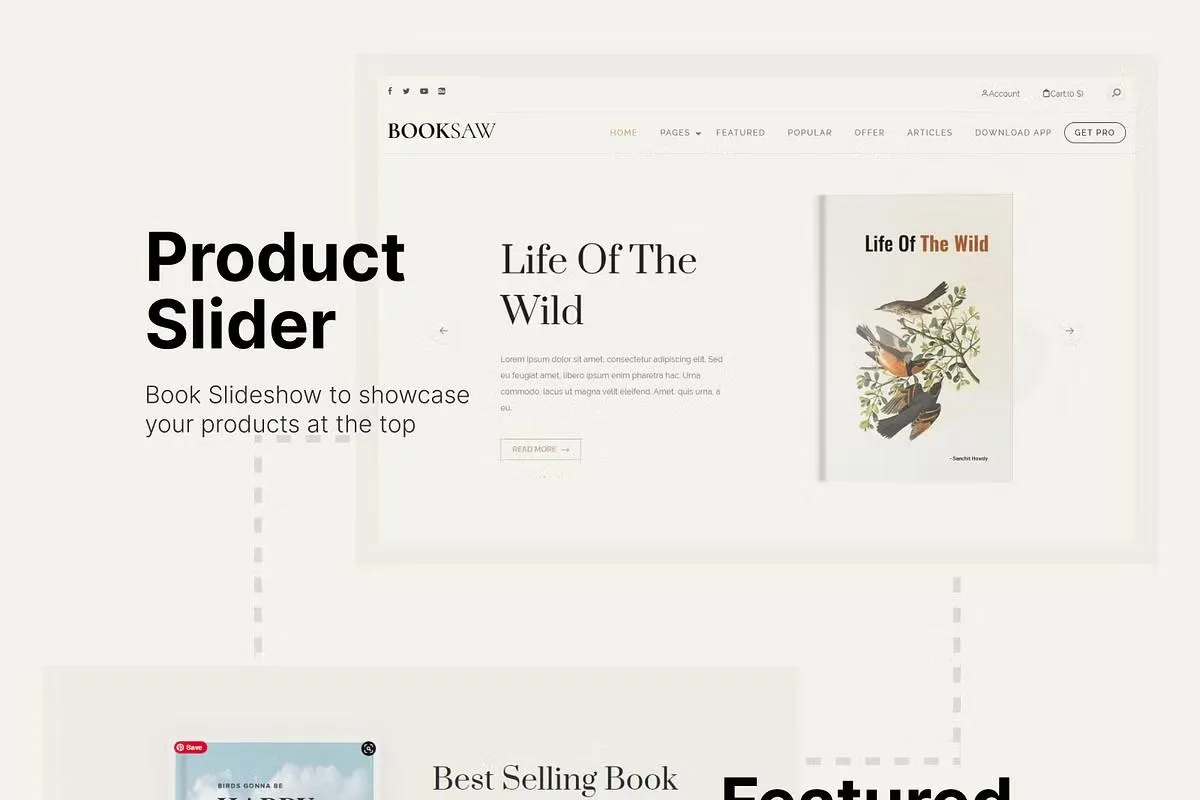 Account
Cart:(0 $)
BOOKSAW
HOME
PAGES
FEATURED
POPULAR
OFFER
ARTICLES
DOWNLOAD APP
GET PRO
Product
Slider
Book Slideshow to showcase
your products at the top
Life Of The
Wild
Lorem ipsum dolor sit amet, consectetur adipiscing elit. Sed
eu feugiat amet, libero ipsum enim pharetra hac. Urna
commodo, lacus ut magna velit eleifend. Amet, quis urna, a
eu.
READ MORE
Life Of The Wild
- Sanchit Howdy
Save
BIRDS GONNA BE
HAPPY
Best Selling Book
Featured